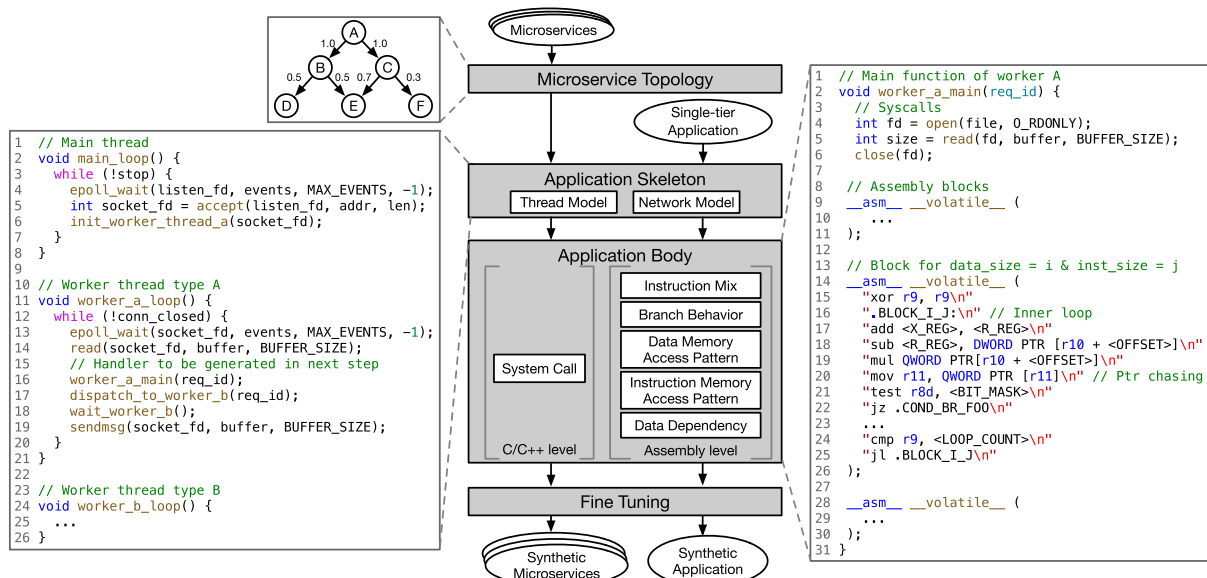 A
1.0 1.0
B C
0.5 0.5 0.7 0.3
D E F
Microservices
Microservice Topology
Single-tier
Application
Application Skeleton
Thread Model Network Model
Application Body
System Call
C/C++ level
Instruction Mix
Branch Behavior
Data Memory
Access Pattern
Instruction Memory
Access Pattern
Data Dependency
Assembly level
Fine Tuning
Synthetic
Microservices
Synthetic
Application
1 // Main thread
2 void main_loop() {
3 while (!stop) {
4 epoll_wait(listen_fd, events, MAX_EVENTS, -1);
5 int socket_fd = accept(listen_fd, addr, len);
6 init_worker_thread_a(socket_fd);
7 }
8 }
9
10 // Worker thread type A
11 void worker_a_loop() {
12 while (!conn_closed) {
13 epoll_wait(socket_fd, events, MAX_EVENTS, -1);
14 read(socket_fd, buffer, BUFFER_SIZE);
15 // Handler to be generated in next step
16 worker_a_main(req_id);
17 dispatch_to_worker_b(req_id);
18 wait_worker_b();
19 sendmsg(socket_fd, buffer, BUFFER_SIZE);
20 }
21 }
22
23 // Worker thread type B
24 void worker_b_loop() {
25 ...
26 }
1 // Main function of worker A
2 void worker_a_main(req_id) {
3 // Syscalls
4 int fd = open(file, O_RDONLY);
5 int size = read(fd, buffer, BUFFER_SIZE);
6 close(fd);
7
8 // Assembly blocks
9 __asm__ __volatile__ (
10 ...
11 );
12
13 // Block for data_size = i & inst_size = j
14 __asm__ __volatile__ (
15 "xor r9, r9\n"
16 ".BLOCK_I_J:\n" // Inner loop
17 "add <X_REG>, <R_REG>\n"
18 "sub <R_REG>, DWORD PTR [r10 + <OFFSET>]\n"
19 "mul QWORD PTR[r10 + <OFFSET>]\n"
20 "mov r11, QWORD PTR [r11]\n" // Ptr chasing
21 "test r8d, <BIT_MASK>\n"
22 "jz .COND_BR_FOO\n"
23 ...
24 "cmp r9, <LOOP_COUNT>\n"
25 "jl .BLOCK_I_J\n"
26 );
27
28 __asm__ __volatile__ (
29 ...
30 );
31 }